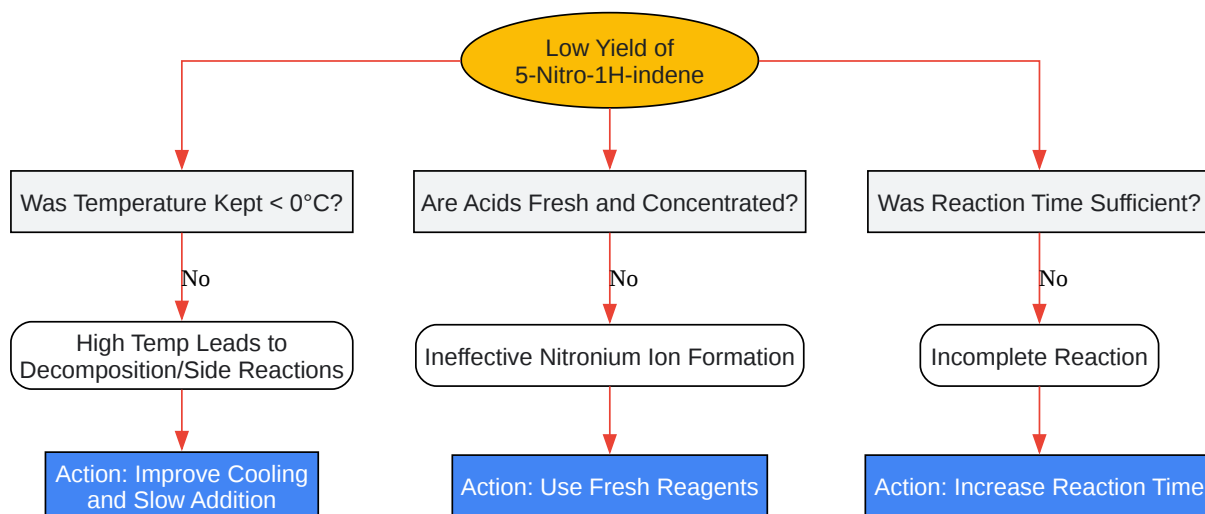 Low Yield of
5-Nitro-1H-indene
Was Temperature Kept < 0°C?
Are Acids Fresh and Concentrated?
Was Reaction Time Sufficient?
No
No
No
High Temp Leads to
Decomposition/Side Reactions
Ineffective Nitronium Ion Formation
Incomplete Reaction
Action: Improve Cooling
and Slow Addition
Action: Use Fresh Reagents
Action: Increase Reaction Time